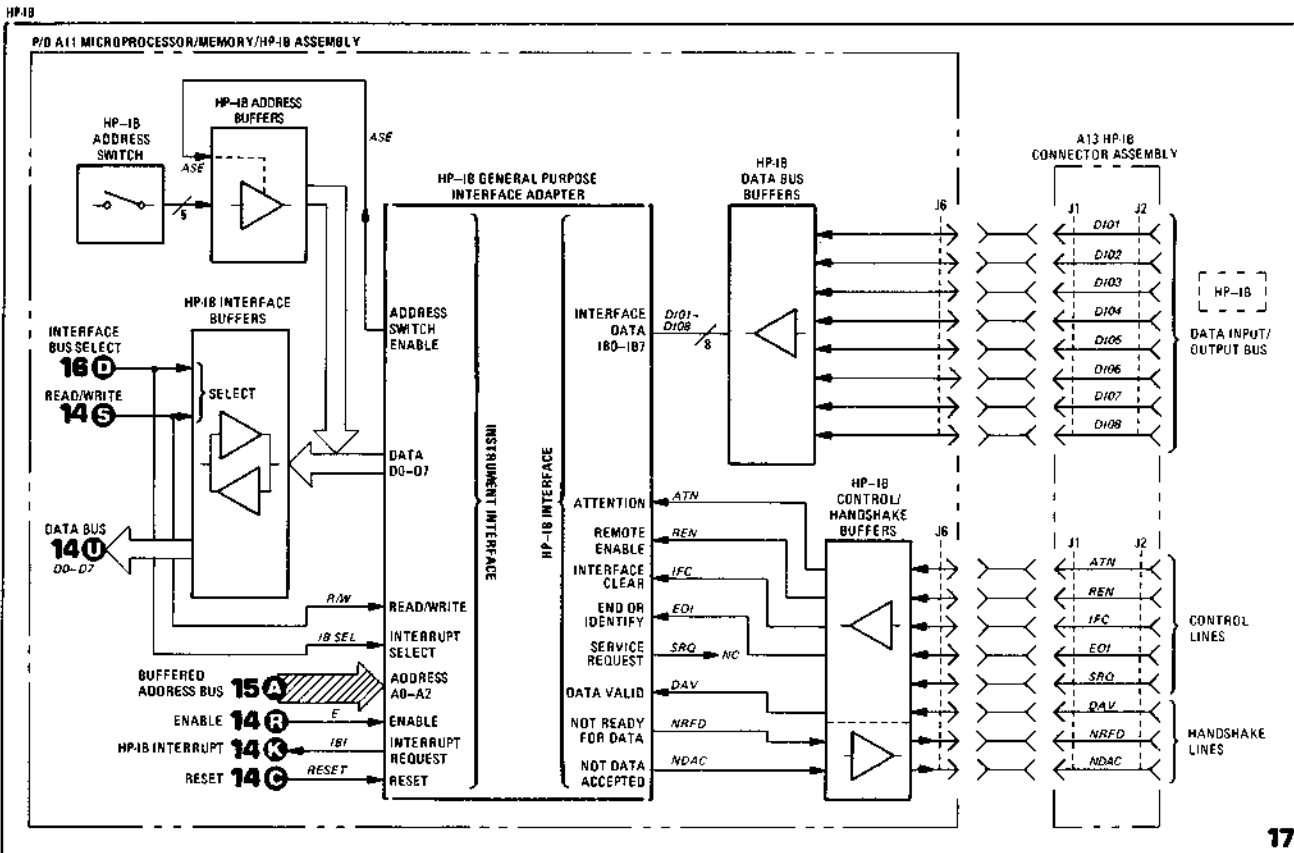 HP-IB
P/O A11 MICROPROCESSOR/MEMORY/HP-IB ASSEMBLY
HP-IB ADDRESS
BUFFERS
HP-IB
ADDRESS
SWITCH
ASE
ASE
5
HP-IB GENERAL PURPOSE
INTERFACE ADAPTER
HP-IB
DATA BUS
BUFFERS
A13 HP-IB
CONNECTOR ASSEMBLY
J6
J1
J2
DIO1
DIO2
DIO3
DIO4
DIO5
DIO6
DIO7
DIO8
HP-IB
DATA INPUT/
OUTPUT BUS
HP-IB INTERFACE
BUFFERS
INTERFACE
BUS SELECT
16 D
READ/WRITE
14 S
SELECT
DATA BUS
14 U
D0-D7
ADDRESS
SWITCH
ENABLE
DATA
D0-D7
INSTRUMENT INTERFACE
HP-IB INTERFACE
INTERFACE
DATA
IB0-IB7
DIO1-
DIO8
8
R/W
READ/WRITE
IB SEL
INTERRUPT
SELECT
BUFFERED
ADDRESS BUS
15 A
ADDRESS
A0-A2
ENABLE
14 R
E
ENABLE
HP-IB INTERRUPT
14 K
IBI
INTERRUPT
REQUEST
RESET
14 C
RESET
RESET
ATTENTION
ATN
REMOTE
ENABLE
REN
INTERFACE
CLEAR
IFC
END OR
IDENTIFY
EOI
SERVICE
REQUEST
SRQ
NC
DATA VALID
DAV
NOT READY
FOR DATA
NRFD
NOT DATA
ACCEPTED
NDAC
HP-IB
CONTROL/
HANDSHAKE
BUFFERS
J6
J1
J2
ATN
REN
IFC
EOI
SRQ
DAV
NRFD
NDAC
CONTROL
LINES
HANDSHAKE
LINES
17